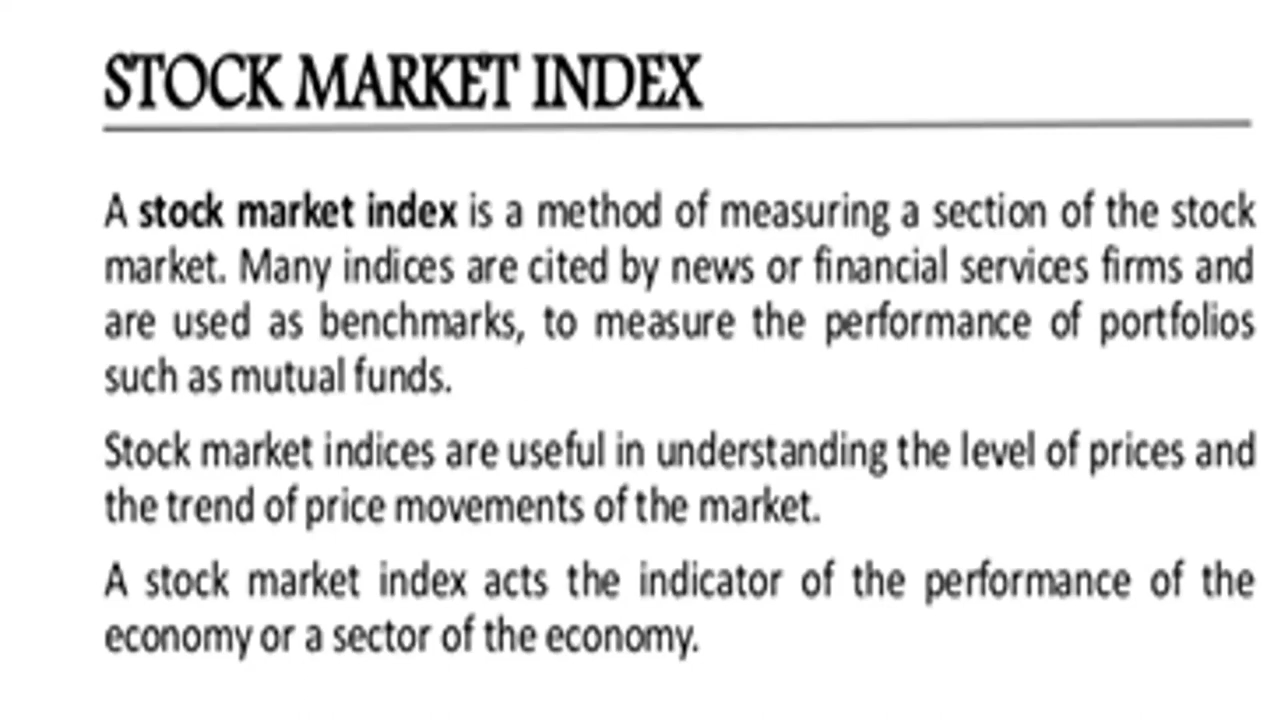 STOCK MARKET INDEX
A stock market index is a method of measuring a section of the stock
market. Many indices are cited by news or financial services firms and
are used as benchmarks, to measure the performance of portfolios
such as mutual funds.
Stock market indices are useful in understanding the level of prices and
the trend of price movements of the market.
A stock market index acts the indicator of the performance of the
economy or a sector of the economy.